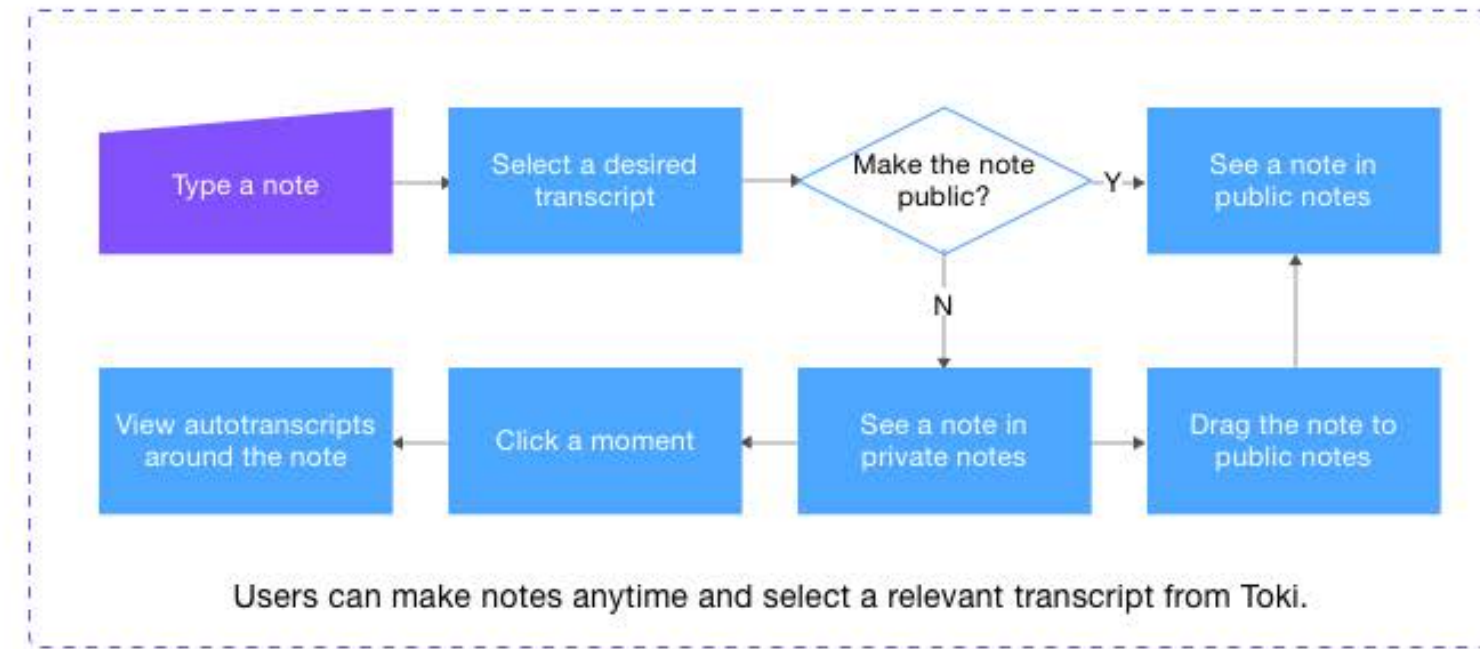 Type a note
Select a desired
transcript
Make the note
public?
Y
See a note in
public notes
N
View autotranscripts
around the note
Click a moment
See a note in
private notes
Drag the note to
public notes
Users can make notes anytime and select a relevant transcript from Toki.